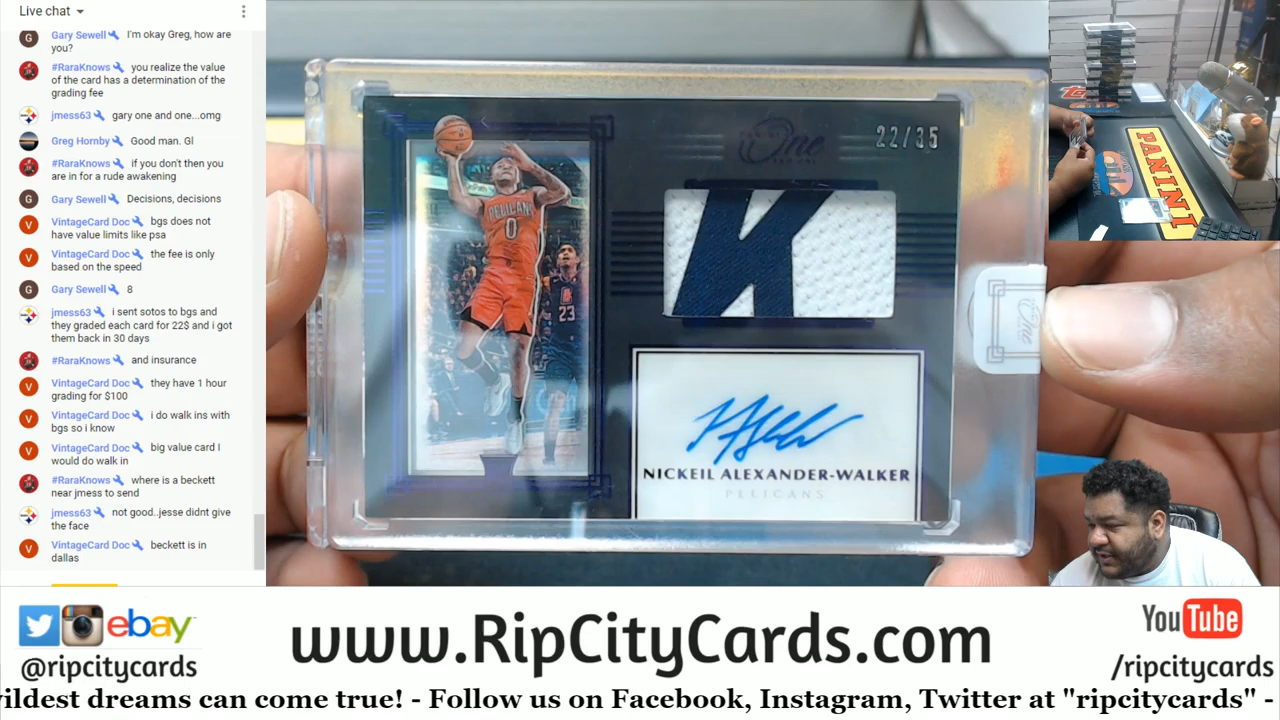 Live chat
Gary Sewell I'm okay Greg, how are
you?
#RaraKnows you realize the value
of the card has a determination of the
grading fee
jmess63 gary one and one...omg
Greg Hornby Good man. Gl
#RaraKnows if you don't then you
are in for a rude awakening
Gary Sewell Decisions, decisions
VintageCard Doc bgs does not
have value limits like psa
VintageCard Doc the fee is only
based on the speed
Gary Sewell 8
jmess63 i sent sotos to bgs and
they graded each card for 22$ and i got
them back in 30 days
#RaraKnows and insurance
VintageCard Doc they have 1 hour
grading for $100
VintageCard Doc i do walk ins with
bgs so i know
VintageCard Doc big value card I
would do walk in
#RaraKnows where is a beckett
near jmess to send
jmess63 not good..jesse didnt give
the face
VintageCard Doc beckett is in
dallas
G
G
V
V
G
V
V
V
V
One
22/35
PELICANS
0
23
K
One
NICKEIL ALEXANDER-WALKER
PELICANS
PANINI
ebay
@ripcitycards
www.RipCityCards.com
YouTube
/ripcitycards
wildest dreams can come true! - Follow us on Facebook, Instagram, Twitter at "ripcitycards" -